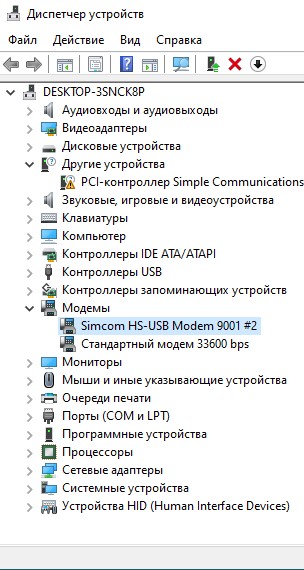 Диспетчер устройств
Файл Действие Вид Справка
DESKTOP-3SNCK8P
Аудиовходы и аудиовыходы
Видеоадаптеры
Дисковые устройства
Другие устройства
PCI-контроллер Simple Communications
Звуковые, игровые и видеоустройства
Клавиатуры
Компьютер
Контроллеры IDE ATA/ATAPI
Контроллеры USB
Контроллеры запоминающих устройств
Модемы
Simcom HS-USB Modem 9001 #2
Стандартный модем 33600 bps
Мониторы
Мыши и иные указывающие устройства
Очереди печати
Порты (COM и LPT)
Программные устройства
Процессоры
Сетевые адаптеры
Системные устройства
Устройства HID (Human Interface Devices)